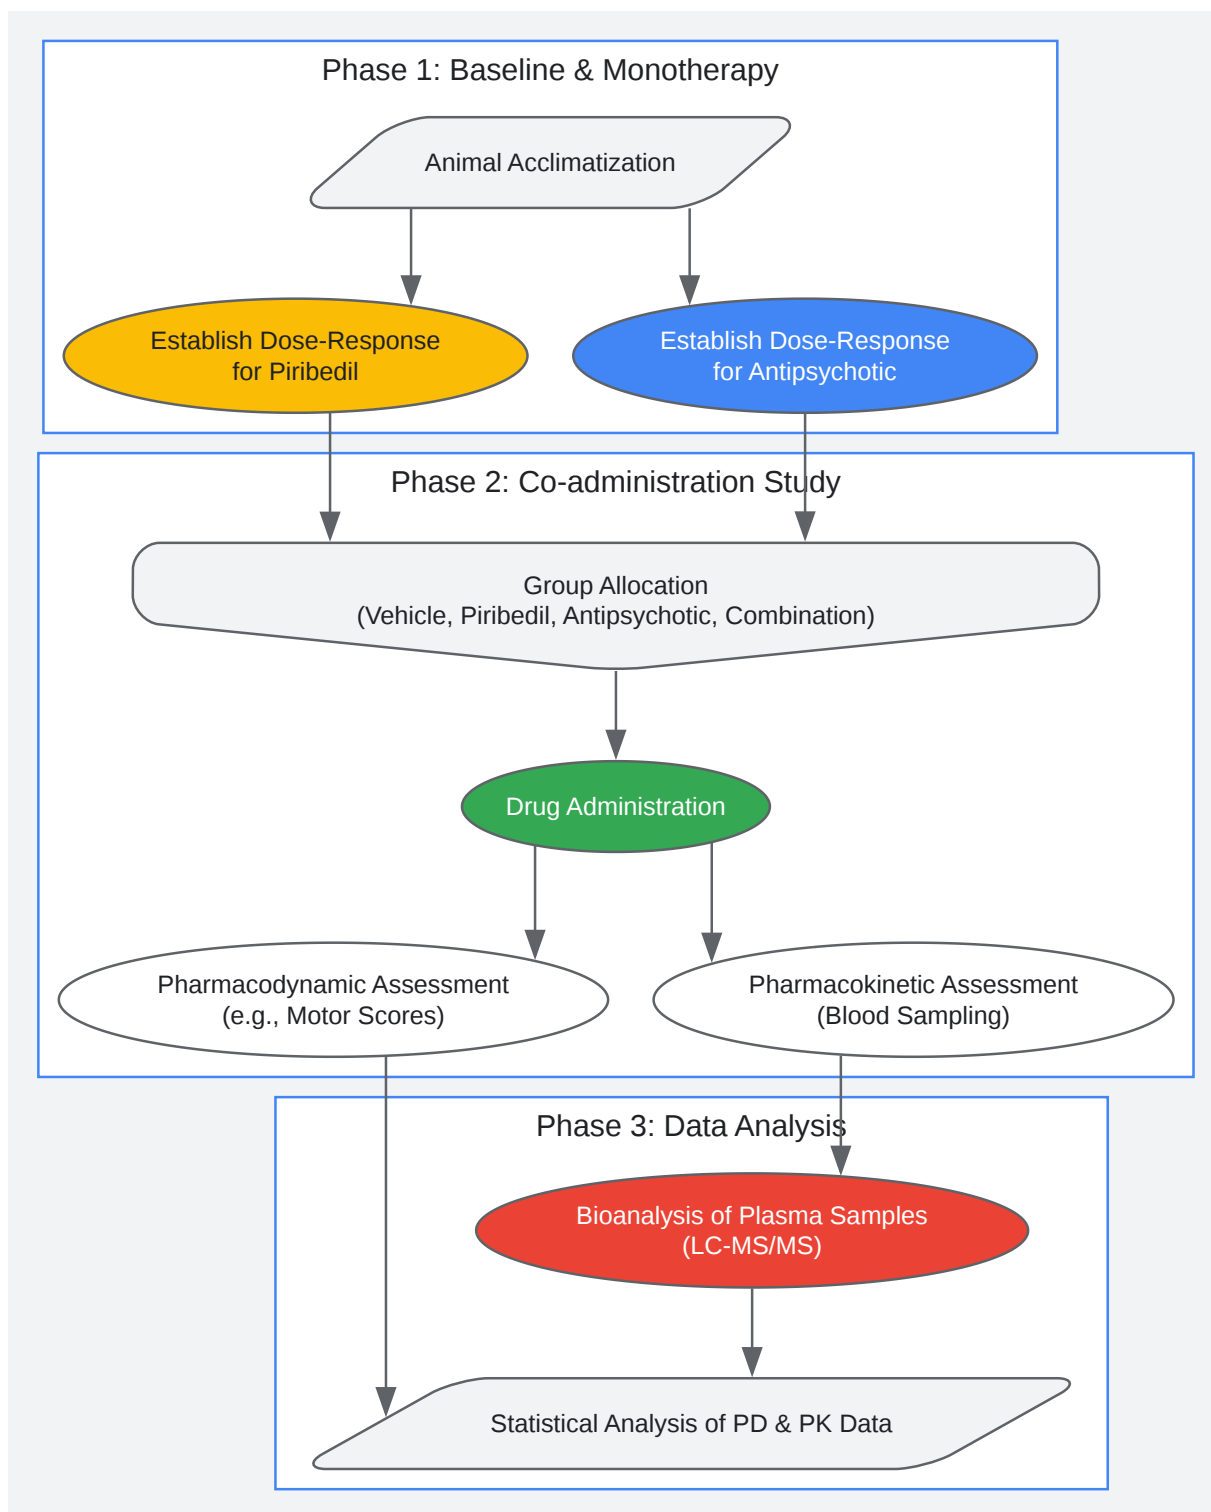 Phase 1: Baseline & Monotherapy
Animal Acclimatization
Establish Dose-Response
for Piribedil
Establish Dose-Response
for Antipsychotic
Phase 2: Co-administration Study
Group Allocation
(Vehicle, Piribedil, Antipsychotic, Combination)
Drug Administration
Pharmacodynamic Assessment
(e.g., Motor Scores)
Pharmacokinetic Assessment
(Blood Sampling)
Phase 3: Data Analysis
Bioanalysis of Plasma Samples
(LC-MS/MS)
Statistical Analysis of PD & PK Data